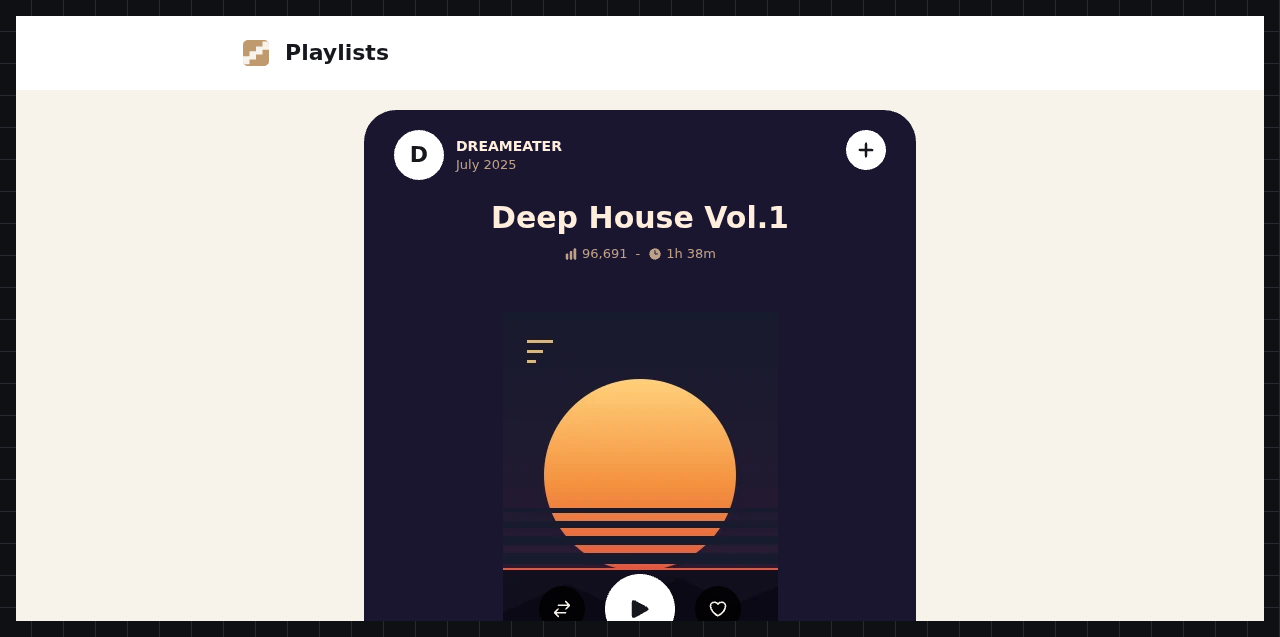 Playlists
D
DREAMEATER
July 2025
Deep House Vol.1
96,691 - 1h 38m